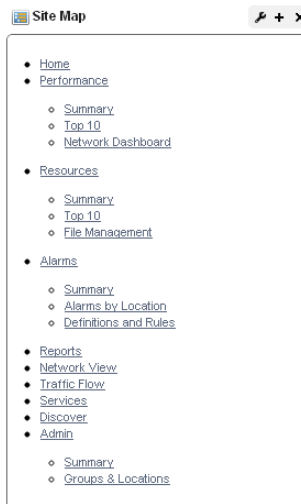 Site Map
Home
Performance
Summary
Top 10
Network Dashboard
Resources
Summary
Top 10
File Management
Alarms
Summary
Alarms by Location
Definitions and Rules
Reports
Network View
Traffic Flow
Services
Discover
Admin
Summary
Groups & Locations